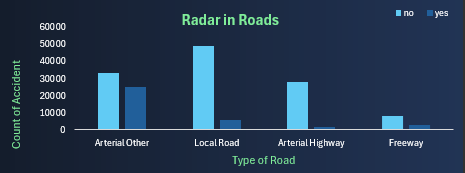 Radar in Roads
no yes
Count of Accident
60000
50000
40000
30000
20000
10000
0
Arterial Other Local Road Arterial Highway Freeway
Type of Road